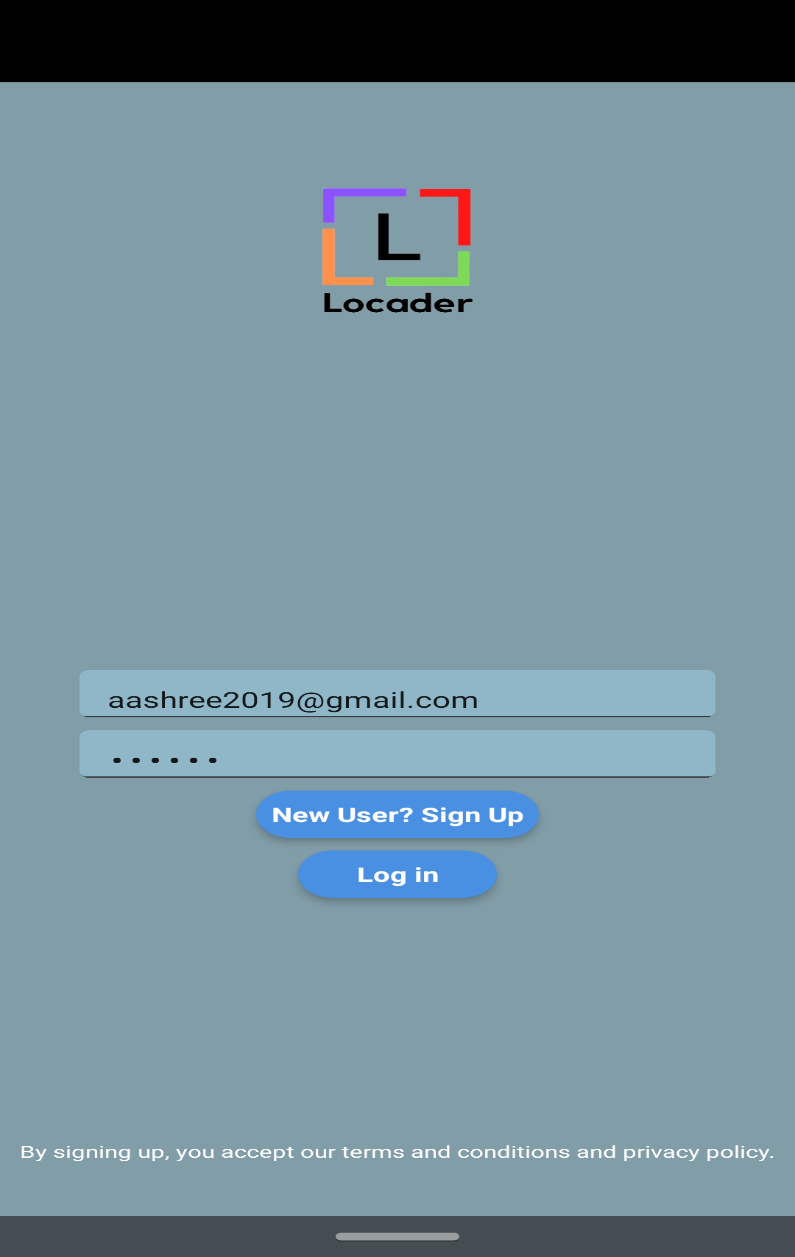 L
Locader
aashree2019@gmail.com
......
New User? Sign Up
Log in
By signing up, you accept our terms and conditions and privacy policy.